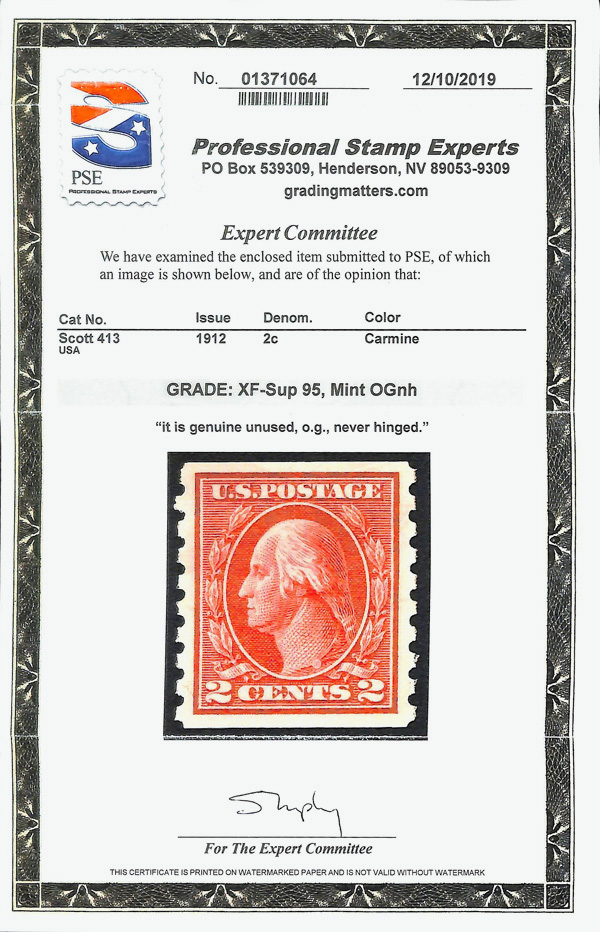 No. 01371064 12/10/2019
PSE
PROFESSIONAL STAMP EXPERTS
Professional Stamp Experts
PO Box 539309, Henderson, NV 89053-9309
gradingmatters.com
Expert Committee
We have examined the enclosed item submitted to PSE, of which
an image is shown below, and are of the opinion that:
Cat No. Issue Denom. Color
Scott 413 1912 2c Carmine
USA
GRADE: XF-Sup 95, Mint OGnh
“it is genuine unused, o.g., never hinged.”
U.S. POSTAGE
2 CENTS 2
For The Expert Committee
THIS CERTIFICATE IS PRINTED ON WATERMARKED PAPER AND IS NOT VALID WITHOUT WATERMARK